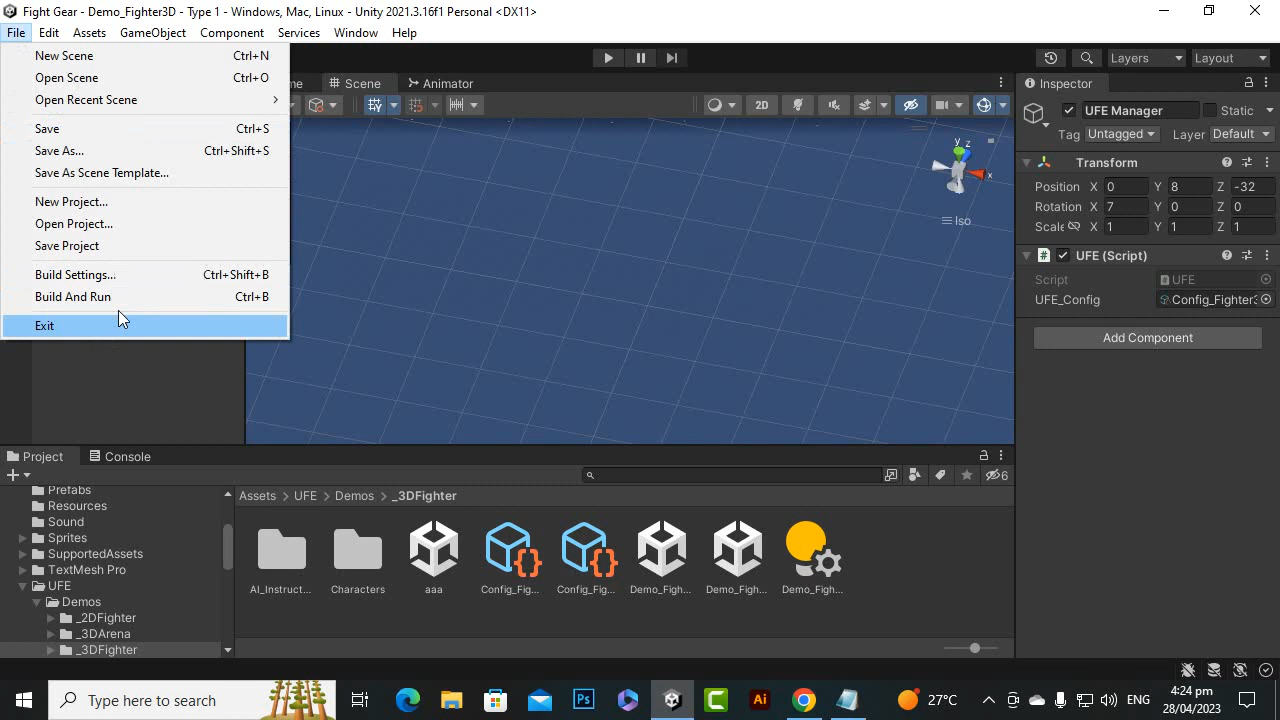 Fight Gear - Demo_Fighter3D - Type 1 - Windows, Mac, Linux - Unity 2021.3.16f1 Personal <DX11>
File Edit Assets GameObject Component Services Window Help
New Scene Ctrl+N
Open Scene Ctrl+O
Open Recent Scene
Save Ctrl+S
Save As... Ctrl+Shift+S
Save As Scene Template...
New Project...
Open Project...
Save Project
Build Settings... Ctrl+Shift+B
Build And Run Ctrl+B
Exit
Layers Layout
me Scene Animator
2D
y z
x
Iso
Inspector
UFE Manager Static
Tag Untagged Layer Default
Transform
Position X 0 Y 8 Z -32
Rotation X 7 Y 0 Z 0
Scale X 1 Y 1 Z 1
UFE (Script)
Script UFE
UFE_Config Config_Fighter3
Add Component
Project Console
6
Prefabs
Resources
Sound
Sprites
SupportedAssets
TextMesh Pro
UFE
Demos
_2DFighter
_3DArena
_3DFighter
Assets > UFE > Demos > _3DFighter
AI_Instruct... Characters aaa Config_Fig... Config_Fig... Demo_Figh... Demo_Figh... Demo_Figh...
Type here to search
Ps
Ai
27°C
ENG
4:24 pm
28/04/2023